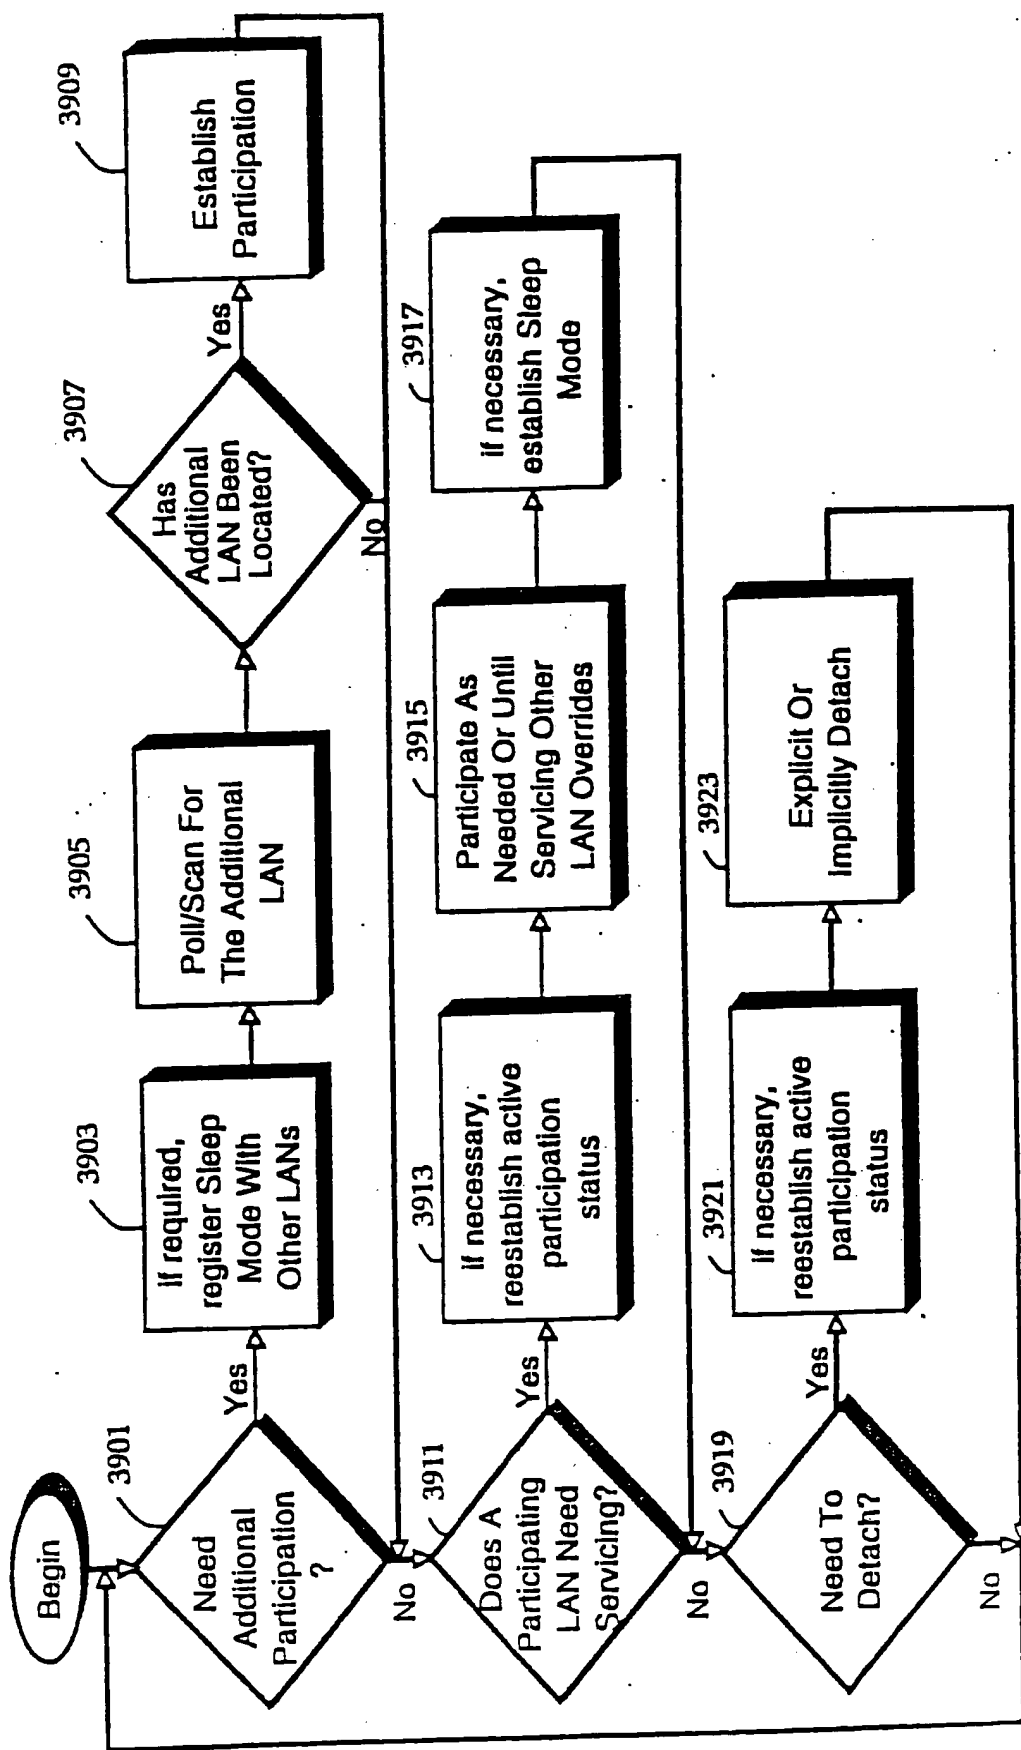 Begin
3901
Need
Additional
Participation
?
Yes
No
3903
If required,
register Sleep
Mode With
Other LANs
3905
Poll/Scan For
The Additional
LAN
3907
Has
Additional
LAN Been
Located?
Yes
No
3909
Establish
Participation
3911
Does A
Participating
LAN Need
Servicing?
Yes
No
3913
If necessary,
reestablish active
participation
status
3915
Participate As
Needed Or Until
Servicing Other
LAN Overrides
3917
If necessary,
establish Sleep
Mode
3919
Need To
Detach?
Yes
No
3921
If necessary,
reestablish active
participation
status
3923
Explicit Or
Implicitly Detach